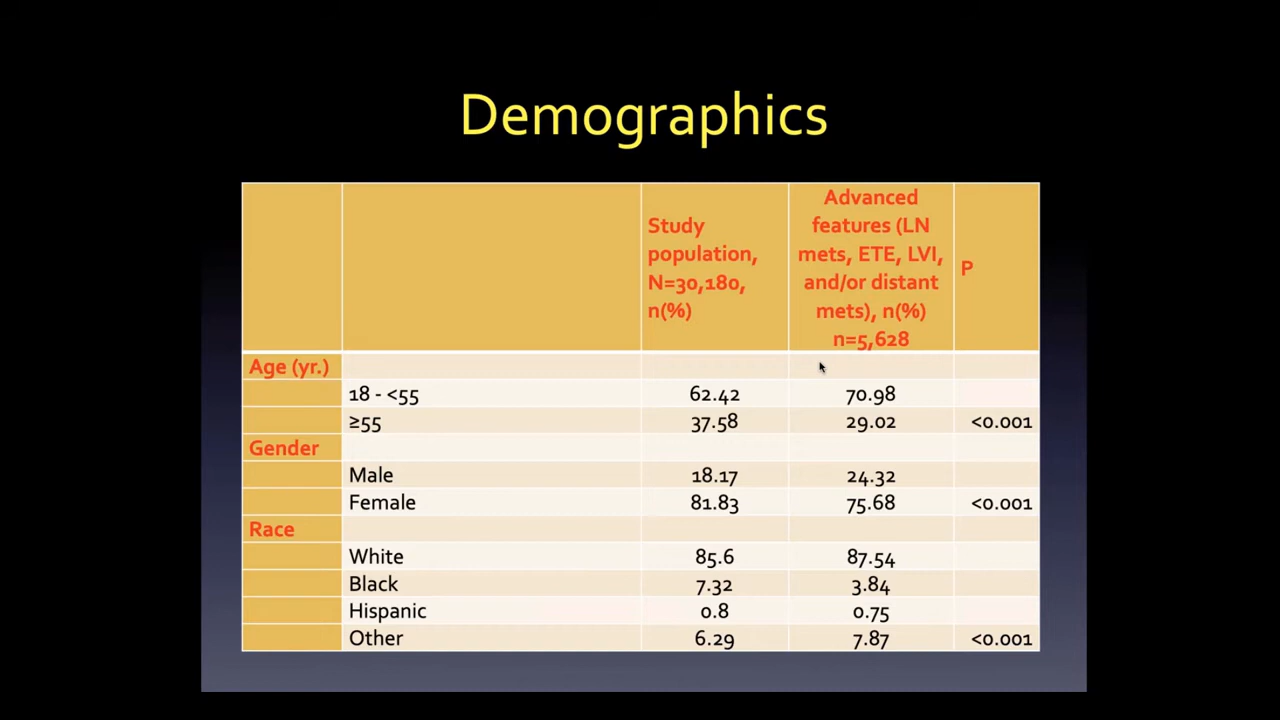 Demographics
Study population, N=30,180, n(%)
Advanced features (LN mets, ETE, LVI, and/or distant mets), n(%) n=5,628
P
Age (yr.)
18 - <55 62.42 70.98
≥55 37.58 29.02 <0.001
Gender
Male 18.17 24.32
Female 81.83 75.68 <0.001
Race
White 85.6 87.54
Black 7.32 3.84
Hispanic 0.8 0.75
Other 6.29 7.87 <0.001